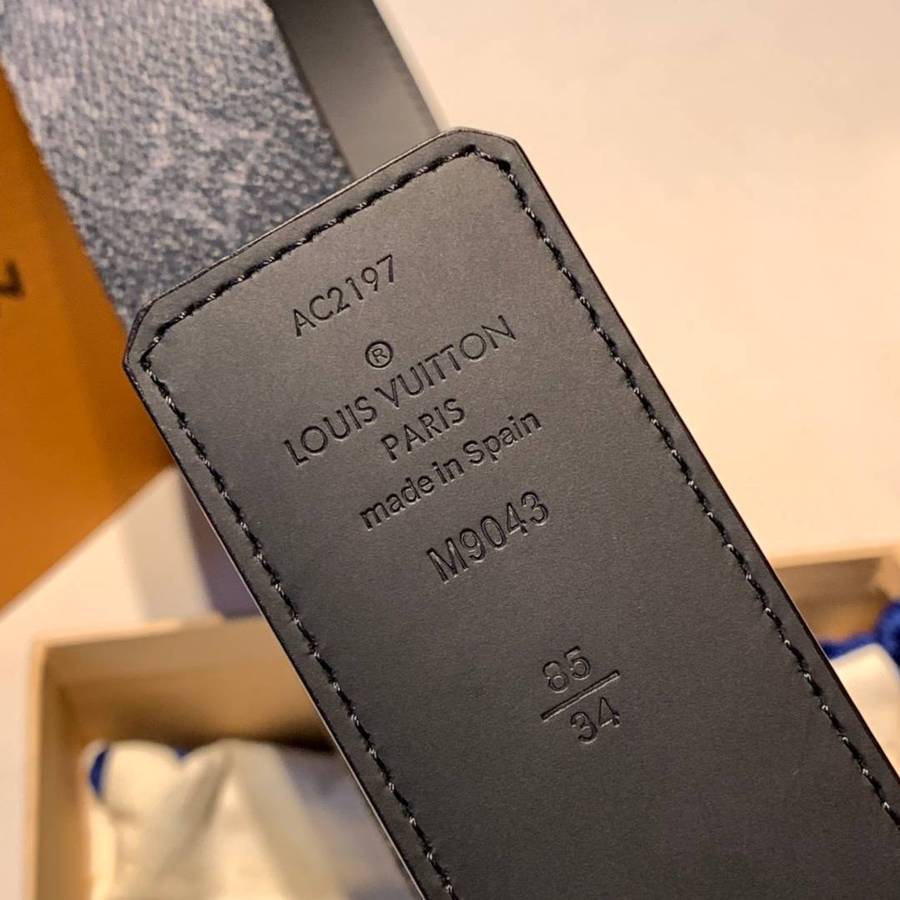 AC2197
®
LOUIS VUITTON
PARIS
made in Spain
M9043
85
34